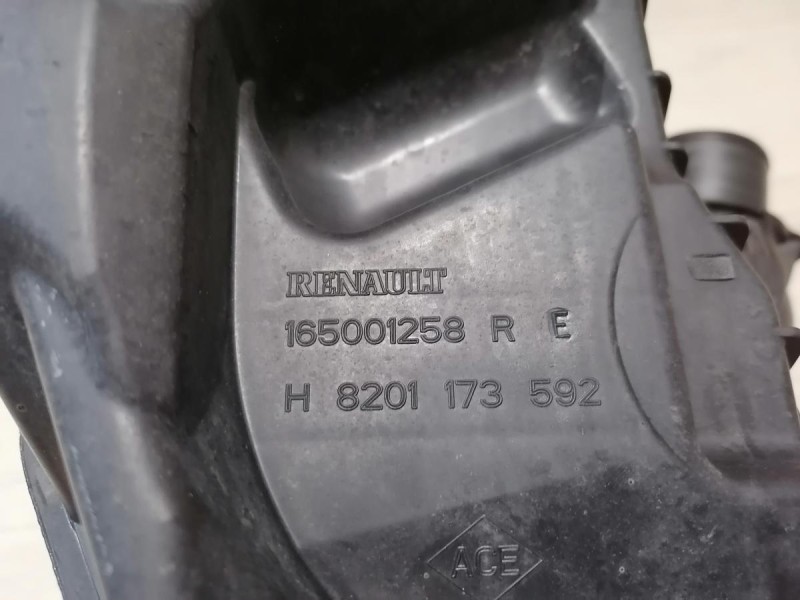 RENAULT
165001258 R E
H 8201 173 592
ACE